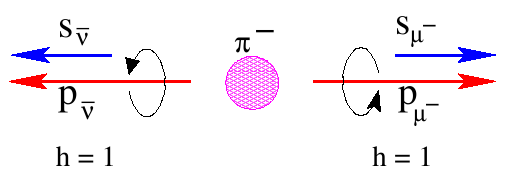 s_ν̄ π⁻ s_μ⁻
p_ν̄ p_μ⁻
h = 1 h = 1